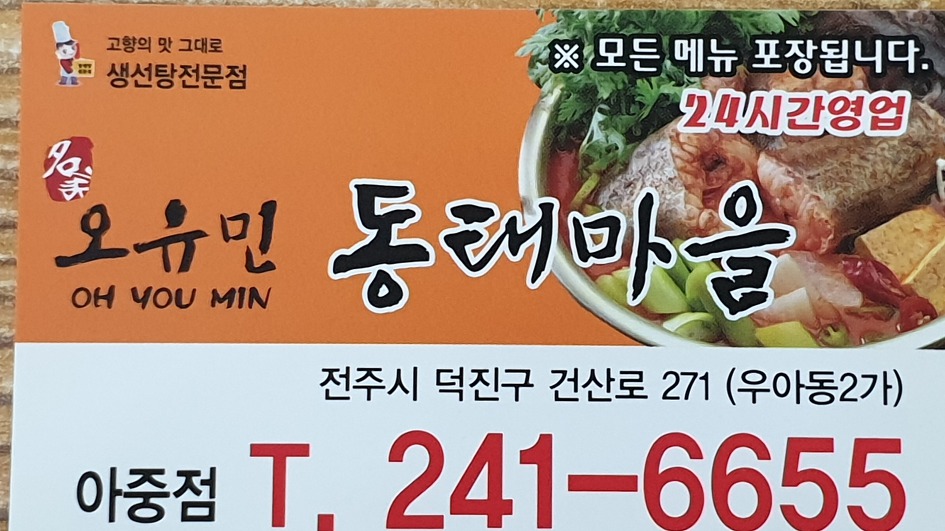 고향의 맛 그대로
생선탕전문점
※ 모든 메뉴 포장됩니다.
24시간영업
名家
오유민 동태마을
OH YOU MIN
전주시 덕진구 건산로 271 (우아동2가)
아중점 T. 241-6655